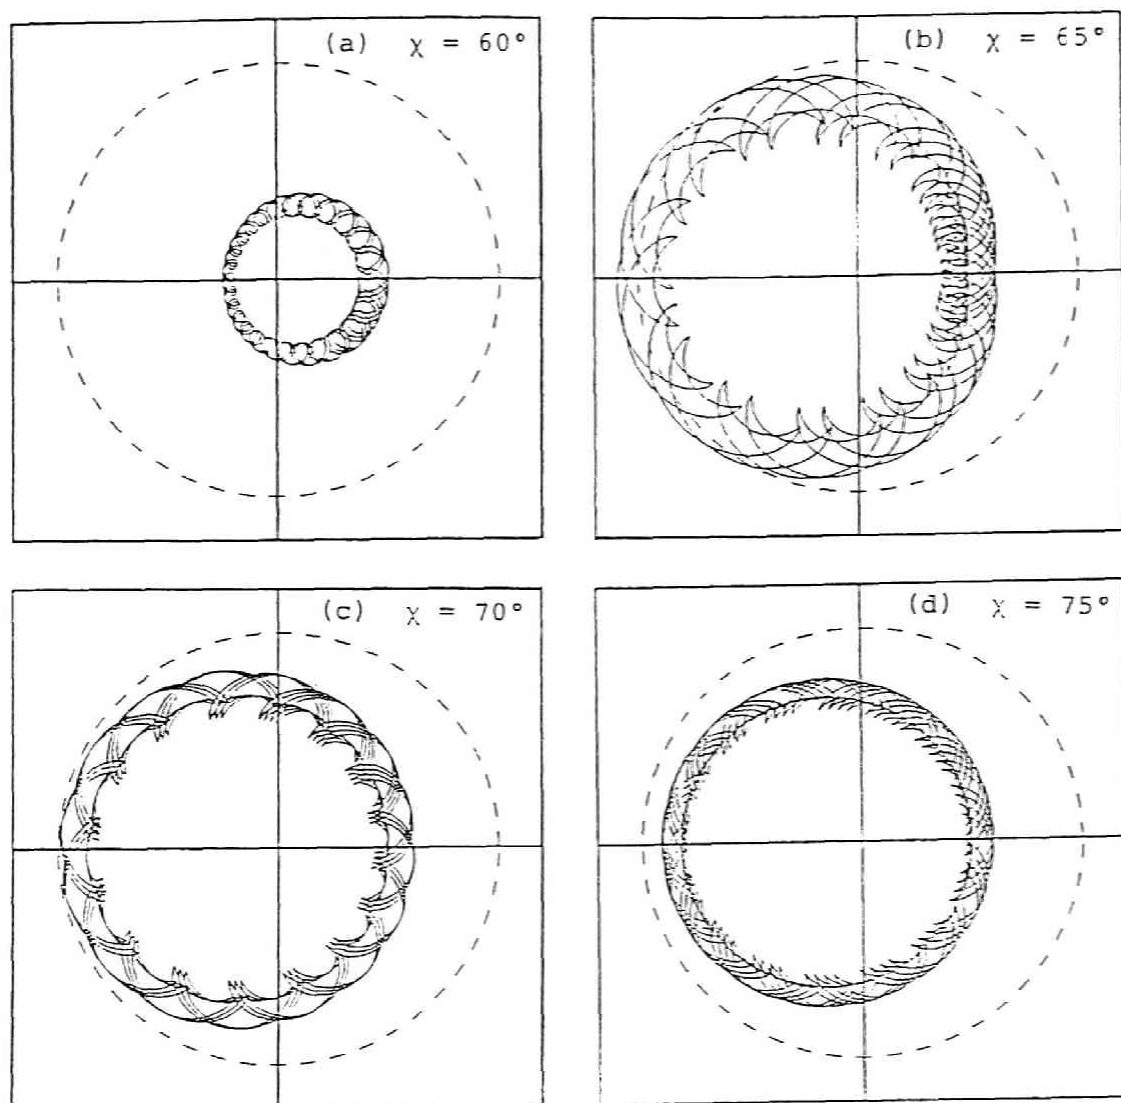 (a) χ = 60°
(b) χ = 65°
(c) χ = 70°
(d) χ = 75°